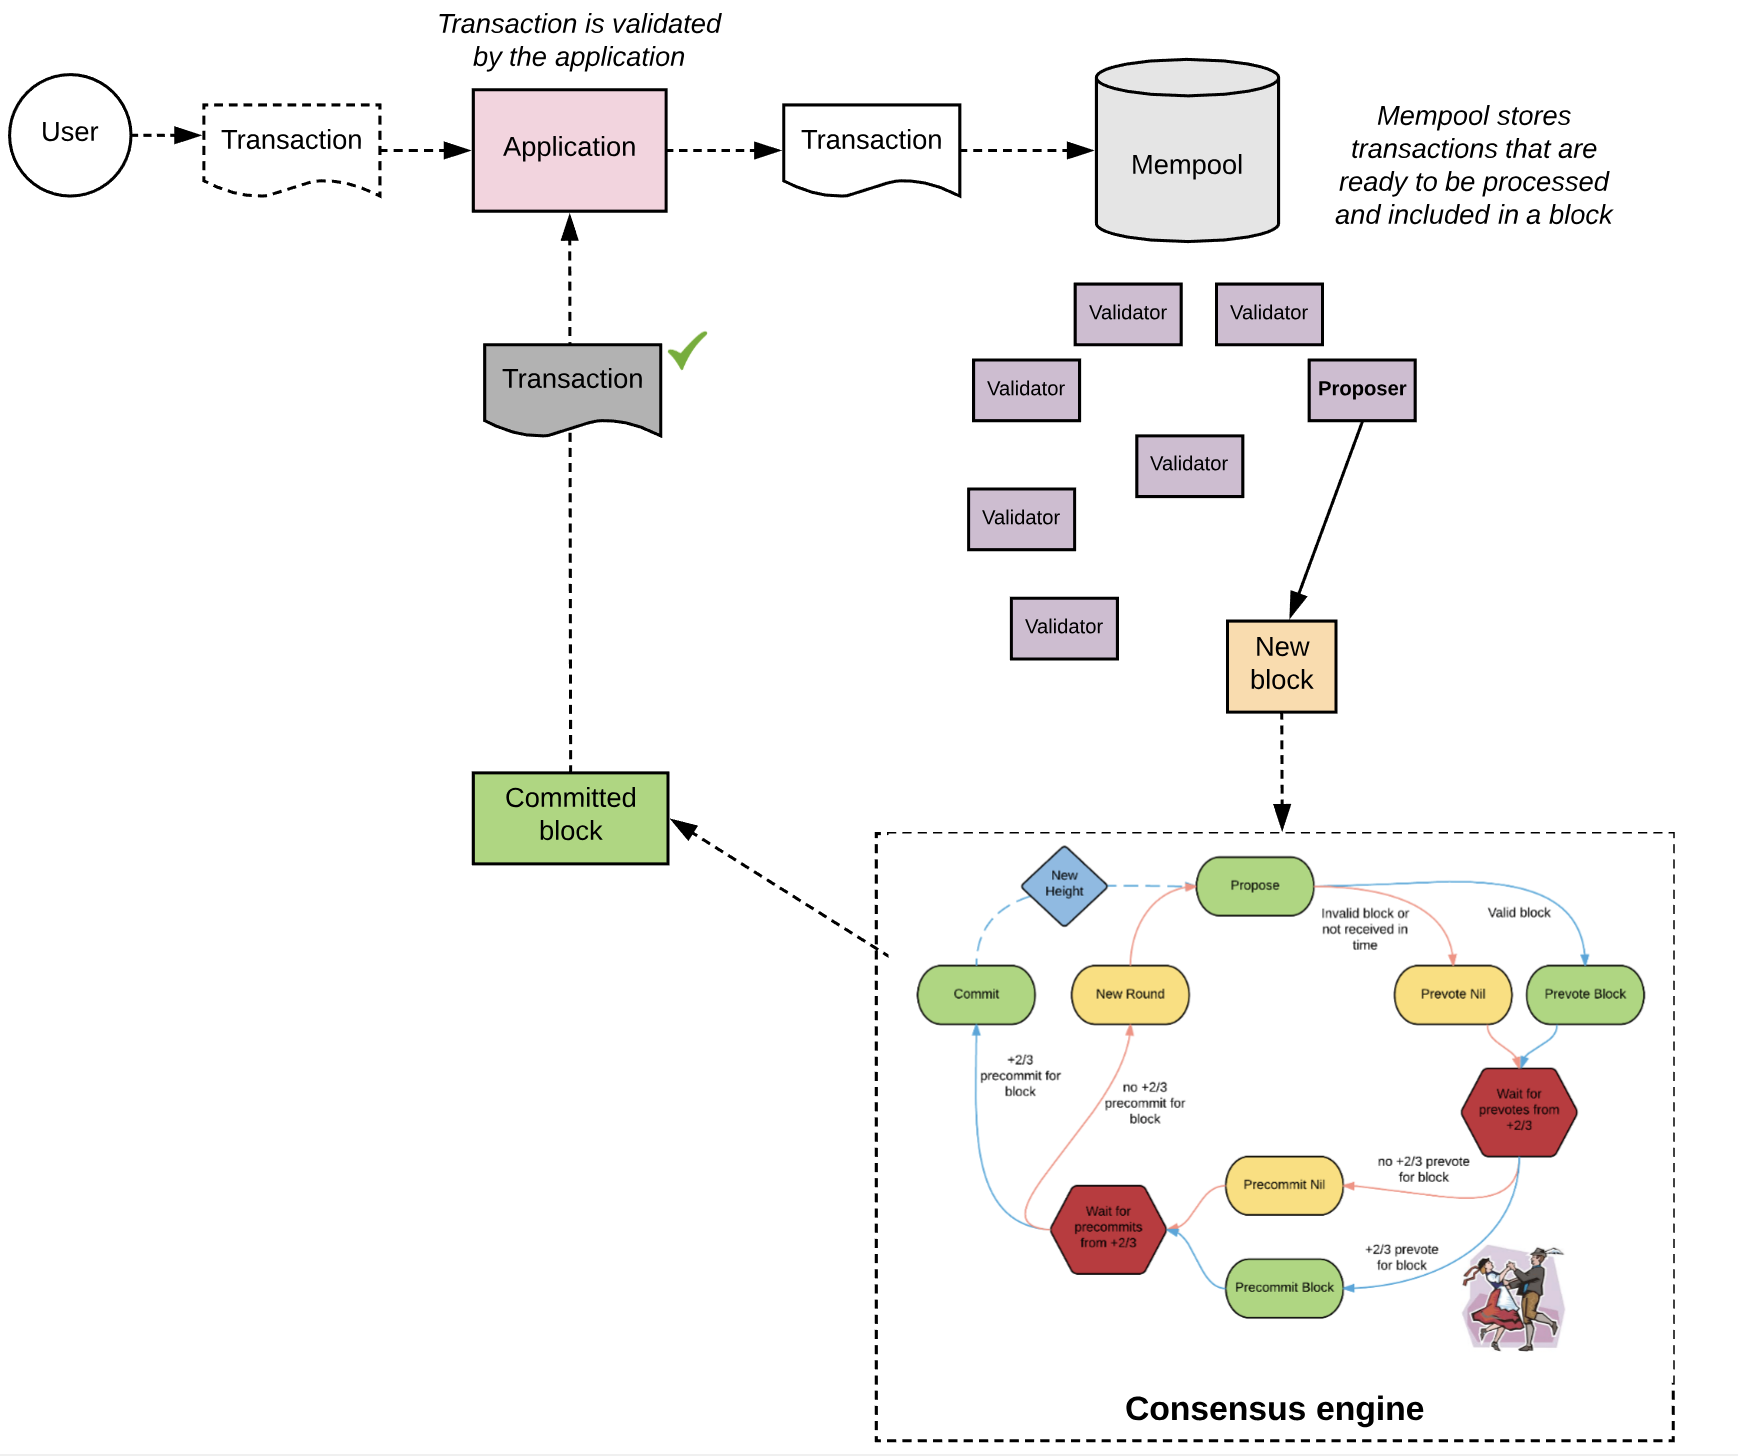 Transaction is validated
by the application
User
Transaction
Application
Transaction
Mempool
Mempool stores
transactions that are
ready to be processed
and included in a block
Validator
Validator
Validator
Proposer
Transaction
Validator
Validator
Validator
New
block
Committed
block
New
Height
Propose
Invalid block or
not received in
time
Valid block
Commit
New Round
Prevote Nil
Prevote Block
+2/3
precommit for
block
no +2/3
precommit for
block
Wait for
prevotes from
+2/3
no +2/3 prevote
for block
Precommit Nil
Wait for
precommits
from +2/3
+2/3 prevote
for block
Precommit Block
Consensus engine